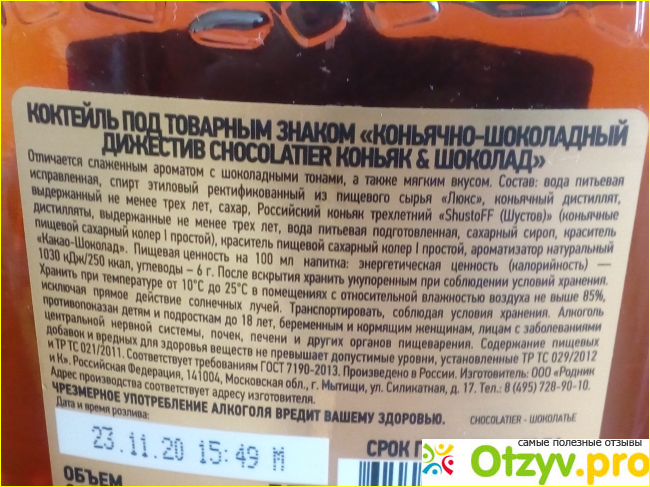 КОКТЕЙЛЬ ПОД ТОВАРНЫМ ЗНАКОМ «КОНЬЯЧНО-ШОКОЛАДНЫЙ
ДИЖЕСТИВ CHOCOLATIER КОНЬЯК & ШОКОЛАД»
Отличается слаженным ароматом с шоколадными тонами, а также мягким вкусом. Состав: вода питьевая
исправленная, спирт этиловый ректификованный из пищевого сырья «Люкс», коньячный дистиллят,
выдержанный не менее трех лет, сахар, Российский коньяк трехлетний «ShustoFF (Шустов)» (коньячные
дистилляты, выдержанные не менее трех лет, вода питьевая подготовленная, сахарный сироп, краситель
пищевой сахарный колер I простой), краситель пищевой сахарный колер I простой, ароматизатор натуральный
«Какао-Шоколад». Пищевая ценность на 100 мл напитка: энергетическая ценность (калорийность) —
1030 кДж/250 ккал, углеводы – 6 г. После вскрытия хранить укупоренным при соблюдении условий хранения.
Хранить при температуре от 10°С до 25°С в помещениях с относительной влажностью воздуха не выше 85%,
исключая прямое действие солнечных лучей. Транспортировать, соблюдая условия хранения. Алкоголь
противопоказан детям и подросткам до 18 лет, беременным и кормящим женщинам, лицам с заболеваниями
центральной нервной системы, почек, печени и других органов пищеварения. Содержание пищевых
добавок и вредных для здоровья веществ не превышает допустимые уровни, установленные ТР ТС 029/2012
и ТР ТС 021/2011. Соответствует требованиям ГОСТ 7190-2013. Произведено в России. Изготовитель: ООО «Родник
и К», Российская Федерация, 141004, Московская обл., г. Мытищи, ул. Силикатная, д. 17. Тел.: 8 (495) 728-90-10.
Адрес производства соответствует адресу изготовителя.
ЧРЕЗМЕРНОЕ УПОТРЕБЛЕНИЕ АЛКОГОЛЯ ВРЕДИТ ВАШЕМУ ЗДОРОВЬЮ.
CHOCOLATIER - ШОКОЛАТЬЕ
Дата и время розлива:
23.11.20 15:49 М
СРОК
ОБЪЕМ
самые полезные отзывы
Otzyv.pro